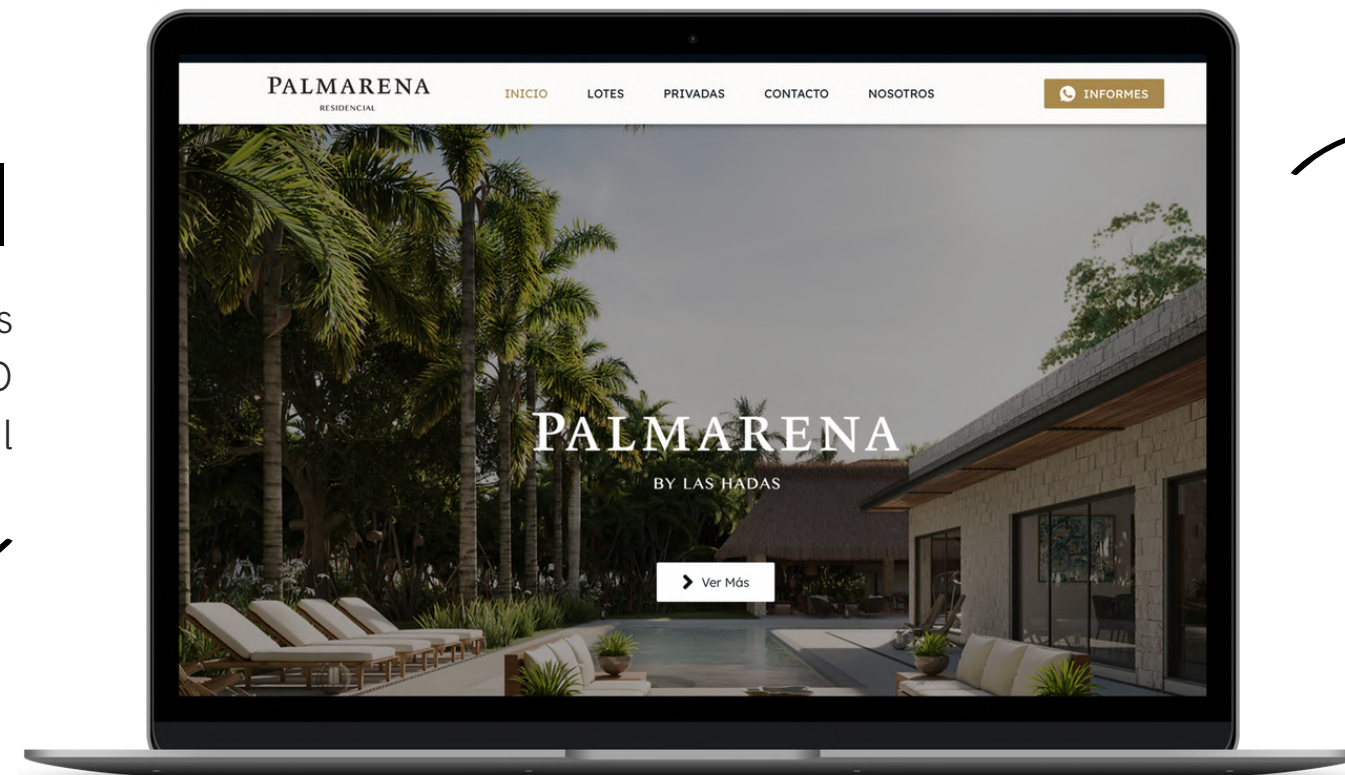 PALMARENA
RESIDENCIAL
INICIO LOTES PRIVADAS CONTACTO NOSOTROS
INFORMES
PALMARENA
BY LAS HADAS
Ver Más